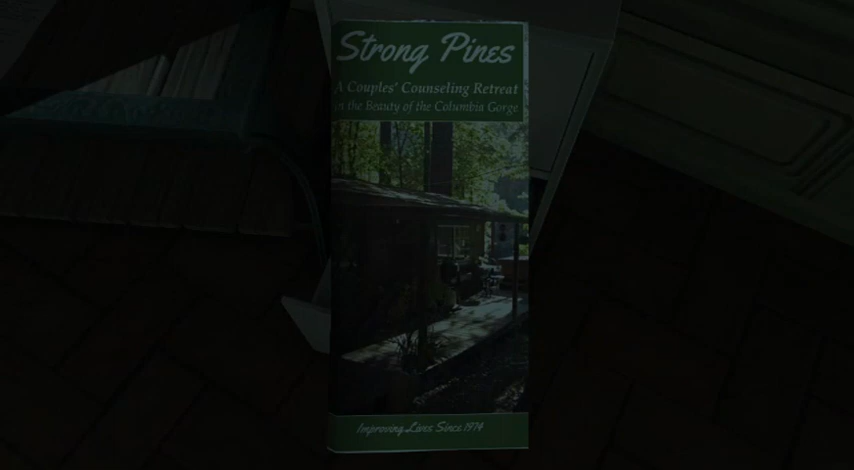 Strong Pines
A Couples' Counseling Retreat
in the Beauty of the Columbia Gorge
Improving Lives Since 1974